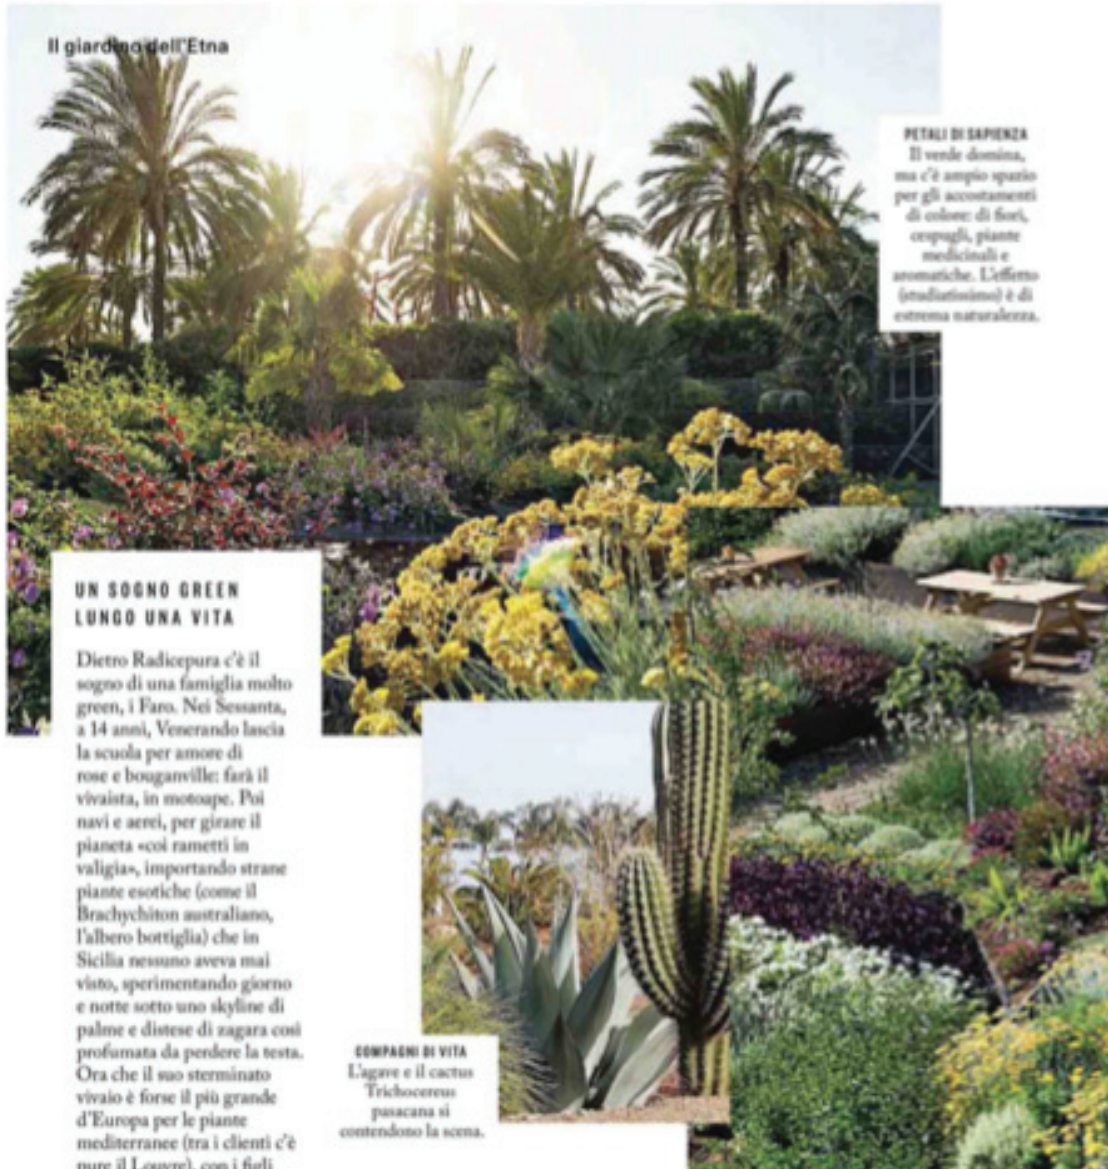 Il giardino dell'Etna
PETALI DI SAPIENZA
Il verde domina,
ma c'è ampio spazio
per gli accostamenti
di colore: di fiori,
cespugli, piante
medicinali e
aromatiche. L'effetto
(studiatissimo) è di
estrema naturalezza.
UN SOGNO GREEN
LUNGO UNA VITA
Dietro Radicepura c'è il
sogno di una famiglia molto
green, i Faro. Nei Sessanta,
a 14 anni, Venerando lascia
la scuola per amore di
rose e bouganville: farà il
vivaista, in motoape. Poi
navi e aerei, per girare il
pianeta «coi rametti in
valigia», importando strane
piante esotiche (come il
Brachychiton australiano,
l'albero bottiglia) che in
Sicilia nessuno aveva mai
visto, sperimentando giorno
e notte sotto uno skyline di
palme e distese di zagara così
profumata da perdere la testa.
Ora che il suo sterminato
vivaio è forse il più grande
d'Europa per le piante
mediterranee (tra i clienti c'è
pure il Louvre), con i figli
COMPAGNI DI VITA
L'agave e il cactus
Trichocereus
pasacana si
contendono la scena.